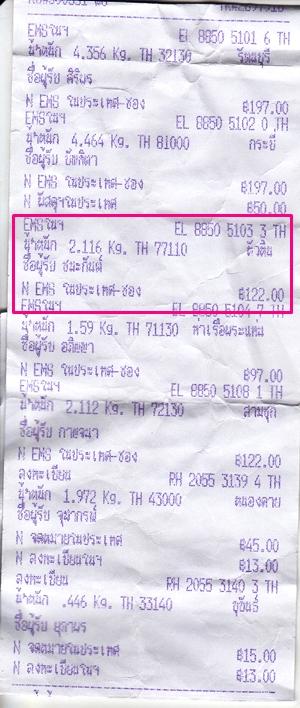 EMSในฯ EL 8850 5101 6 TH
น้ำหนัก 4.356 Kg. TH 32130 รัตนบุรี
ชื่อผู้รับ ศิริพร
N EMS ในประเทศ-ซอง ฿197.00
EMSในฯ EL 8850 5102 0 TH
น้ำหนัก 4.464 Kg. TH 81000 กระบี่
ชื่อผู้รับ
N EMS ในประเทศ-ซอง ฿197.00
N พัสดุฯในประเทศ ฿50.00
EMSในฯ EL 8850 5103 3 TH
น้ำหนัก 2.116 Kg. TH 77110 หัวหิน
ชื่อผู้รับ ชนะกันต์
N EMS ในประเทศ-ซอง ฿122.00
EMSในฯ EL 8850 5104 7 TH
น้ำหนัก 1.59 Kg. TH 71130 ท่าเรือพระแท่น
ชื่อผู้รับ อภิญญา
N EMS ในประเทศ-ซอง ฿97.00
EMSในฯ EL 8850 5108 1 TH
น้ำหนัก 2.112 Kg. TH 72130 สามชุก
ชื่อผู้รับ กาญจนา
N EMS ในประเทศ-ซอง ฿122.00
ลงทะเบียน RH 2055 3139 4 TH
น้ำหนัก 1.972 Kg. TH 43000 หนองคาย
ชื่อผู้รับ จุฬากรณ์
N จดหมายในประเทศ ฿45.00
N ลงทะเบียนในฯ ฿13.00
ลงทะเบียน RH 2055 3140 3 TH
น้ำหนัก .446 Kg. TH 33140 ขุขันธ์
ชื่อผู้รับ ยุภาพร
N จดหมายในประเทศ ฿15.00
N ลงทะเบียนในฯ ฿13.00